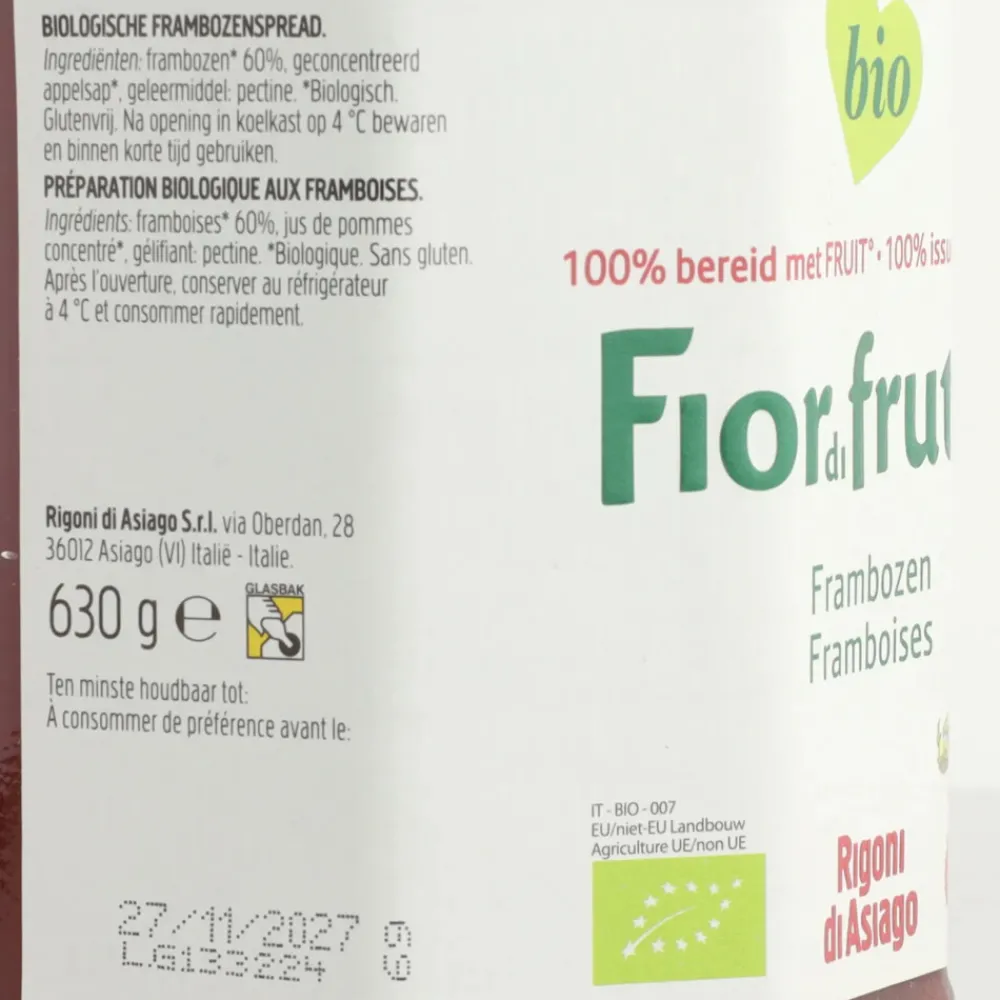 BIOLOGISCHE FRAMBOZENSPREAD.
Ingrediënten: frambozen* 60%, geconcentreerd
appelsap*, geleermiddel: pectine. *Biologisch.
Glutenvrij. Na opening in koelkast op 4 °C bewaren
en binnen korte tijd gebruiken.
PRÉPARATION BIOLOGIQUE AUX FRAMBOISES.
Ingrédients: framboises* 60%, jus de pommes
concentré*, gélifiant: pectine. *Biologique. Sans gluten.
Après l'ouverture, conserver au réfrigérateur
à 4 °C et consommer rapidement.
Rigoni di Asiago S.r.l. via Oberdan, 28
36012 Asiago (VI) Italië - Italie.
630 g e
GLASBAK
Ten minste houdbaar tot:
À consommer de préférence avant le:
27/11/2027
LG133224
bio
100% bereid met FRUIT° • 100% issu
Fior di frut
Frambozen
Framboises
IT - BIO - 007
EU/niet-EU Landbouw
Agriculture UE/non UE
Rigoni
di Asiago